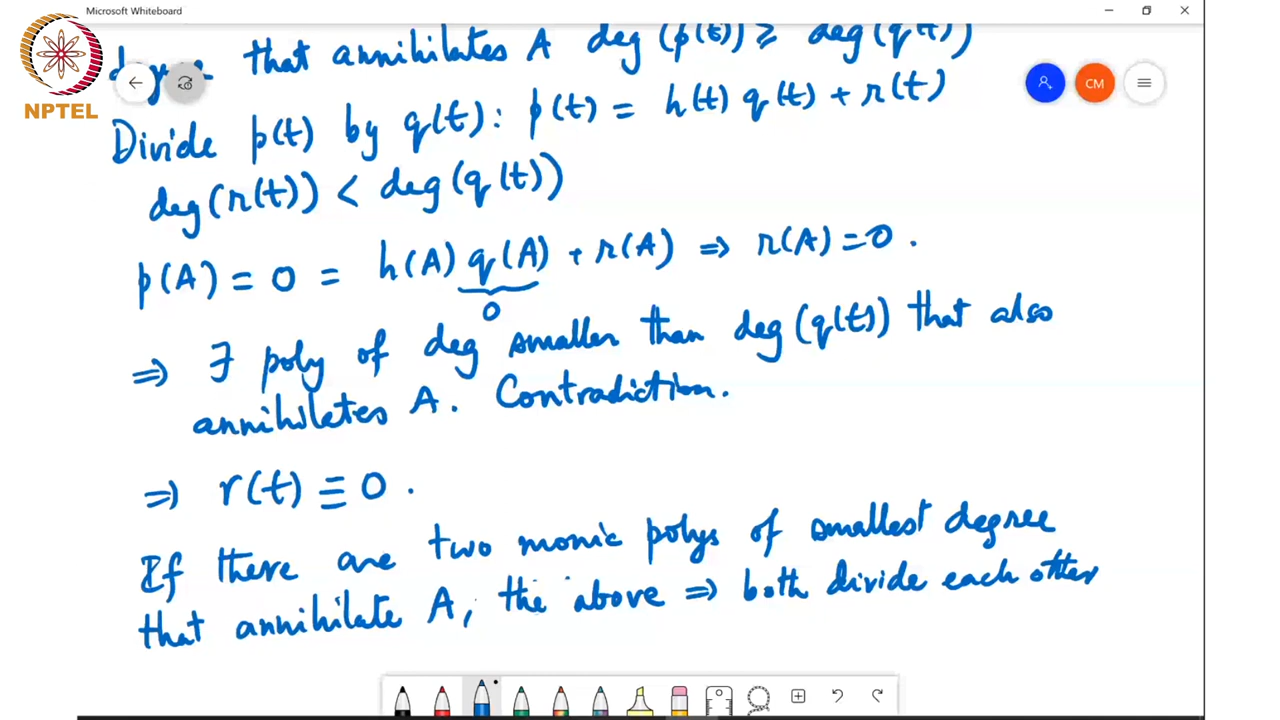 Microsoft Whiteboard
NPTEL
CM
that annihilates A deg (p(t)) ≥ deg(q(t))
Divide p(t) by q(t): p(t) = h(t) q(t) + r(t)
deg(r(t)) < deg(q(t))
p(A) = 0 = h(A) q(A) + r(A) ⇒ r(A) = 0 .
0
⇒ ∃ poly of deg smaller than deg(q(t)) that also
annihilates A. Contradiction.
⇒ r(t) ≡ 0 .
If there are two monic polys of smallest degree
that annihilate A, the above ⇒ both divide each other